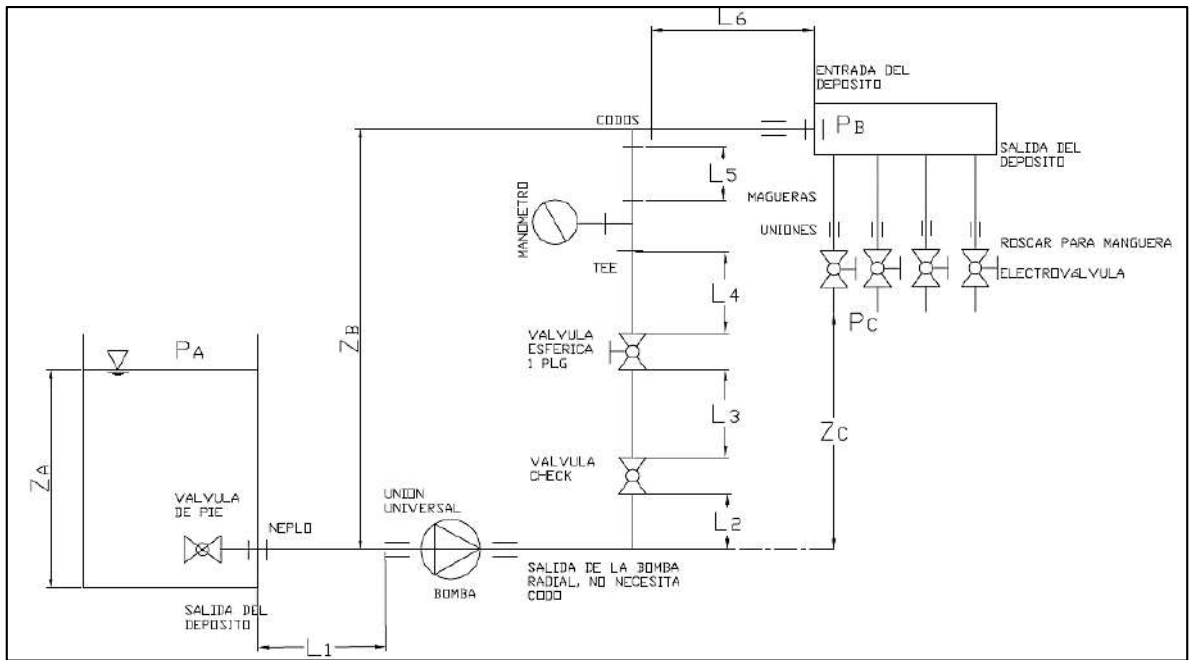 L6
ENTRADA DEL
DEPOSITO
CODOS
PB
SALIDA DEL
DEPOSITO
L5
MAGUERAS
MANOMETRO
UNIONES
ROSCAR PARA MANGUERA
TEE
ELECTROVALVULA
L4
PC
ZB
VALVULA
ESFERICA
1 PLG
PA
L3
ZC
ZA
VALVULA
CHECK
VALVULA
DE PIE
NEPLO
UNION
UNIVERSAL
L2
BOMBA
SALIDA DE LA BOMBA
RADIAL, NO NECESITA
CODO
SALIDA DEL
DEPOSITO
L1